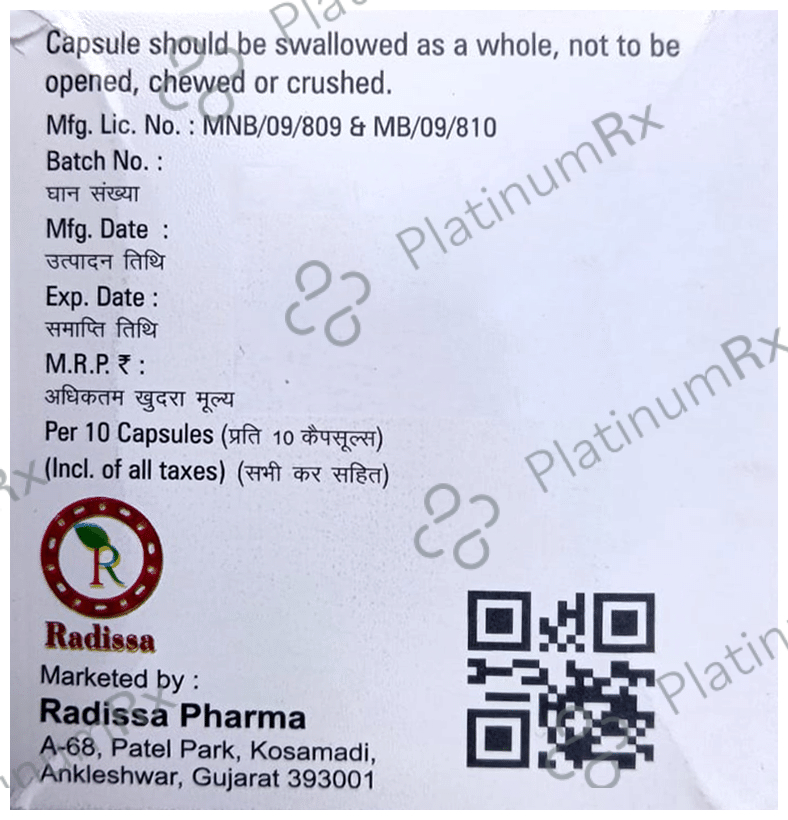 Capsule should be swallowed as a whole, not to be
opened, chewed or crushed.
Mfg. Lic. No. : MNB/09/809 & MB/09/810
Batch No. :
घान संख्या
Mfg. Date :
उत्पादन तिथि
Exp. Date :
समाप्ति तिथि
M.R.P. ₹ :
अधिकतम खुदरा मूल्य
Per 10 Capsules (प्रति 10 कैपसूल्स)
(Incl. of all taxes) (सभी कर सहित)
R
Radissa
Marketed by :
Radissa Pharma
A-68, Patel Park, Kosamadi,
Ankleshwar, Gujarat 393001
PlatinumRx
PlatinumRx